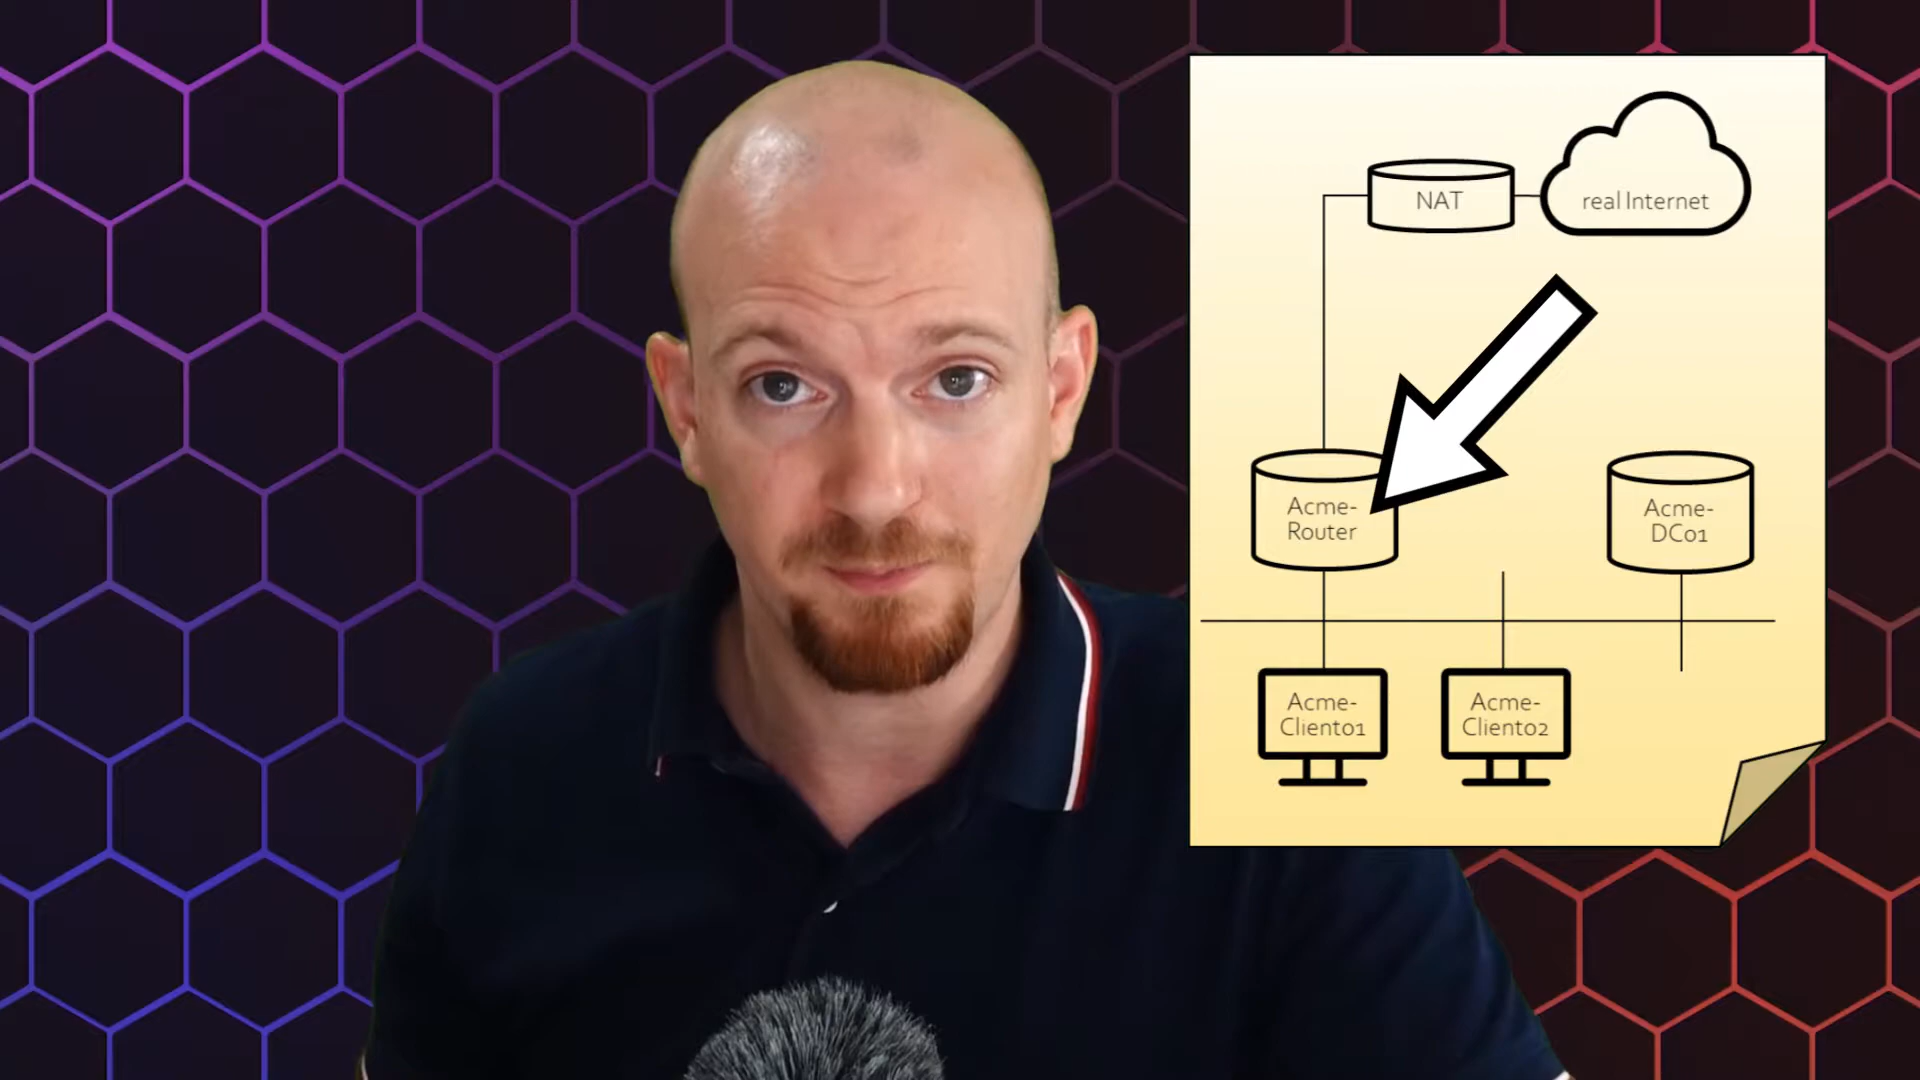 NAT
real Internet
Acme-
Router
Acme-
DC01
Acme-
Client01
Acme-
Client02